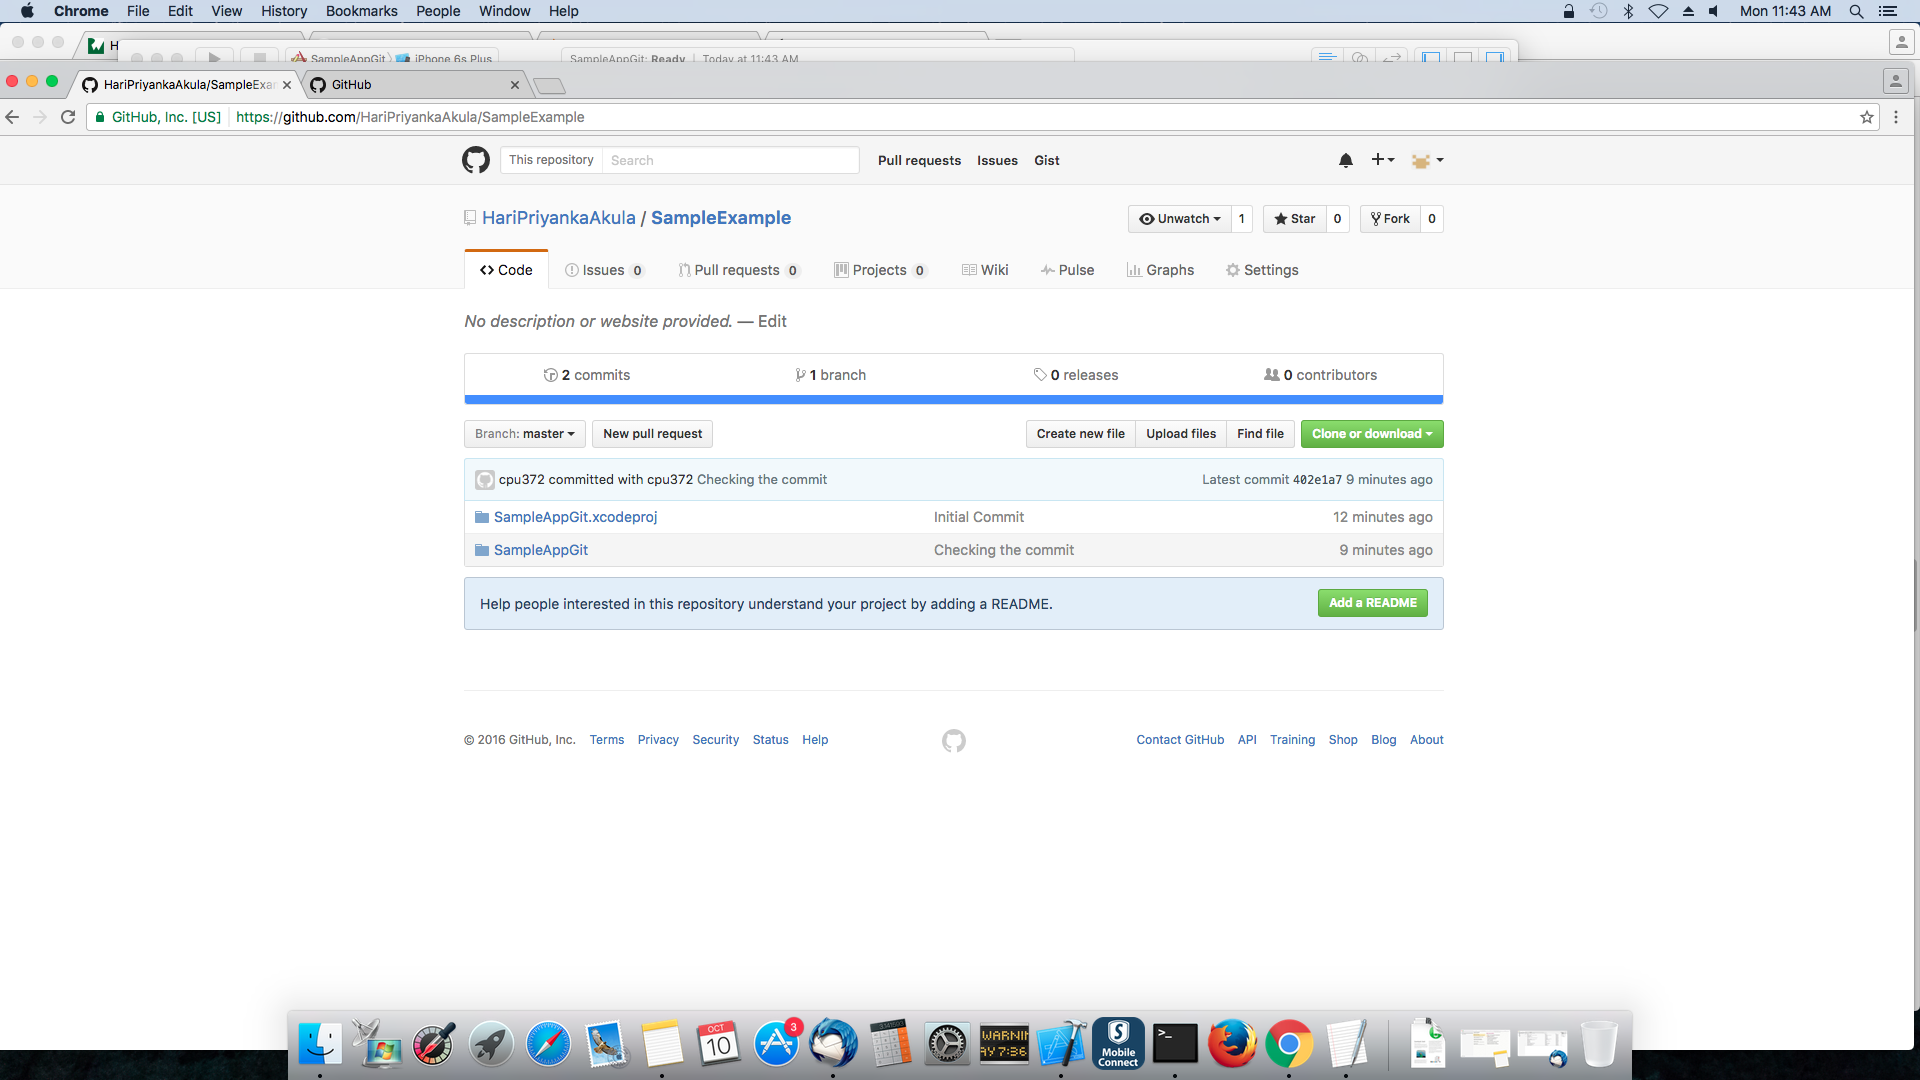 Chrome File Edit View History Bookmarks People Window Help Mon 11:43 AM
H
SampleAppGit iPhone 6s Plus SampleAppGit: Ready | Today at 11:43 AM
HariPriyankaAkula/SampleExa GitHub
GitHub, Inc. [US] https://github.com/HariPriyankaAkula/SampleExample
This repository Search Pull requests Issues Gist
HariPriyankaAkula / SampleExample Unwatch 1 Star 0 Fork 0
Code Issues 0 Pull requests 0 Projects 0 Wiki Pulse Graphs Settings
No description or website provided. — Edit
2 commits 1 branch 0 releases 0 contributors
Branch: master New pull request Create new file Upload files Find file Clone or download
cpu372 committed with cpu372 Checking the commit Latest commit 402e1a7 9 minutes ago
SampleAppGit.xcodeproj Initial Commit 12 minutes ago
SampleAppGit Checking the commit 9 minutes ago
Help people interested in this repository understand your project by adding a README. Add a README
© 2016 GitHub, Inc. Terms Privacy Security Status Help Contact GitHub API Training Shop Blog About
OCT
10
3
WARNIN
AY 7:36
S
Mobile
Connect
>_